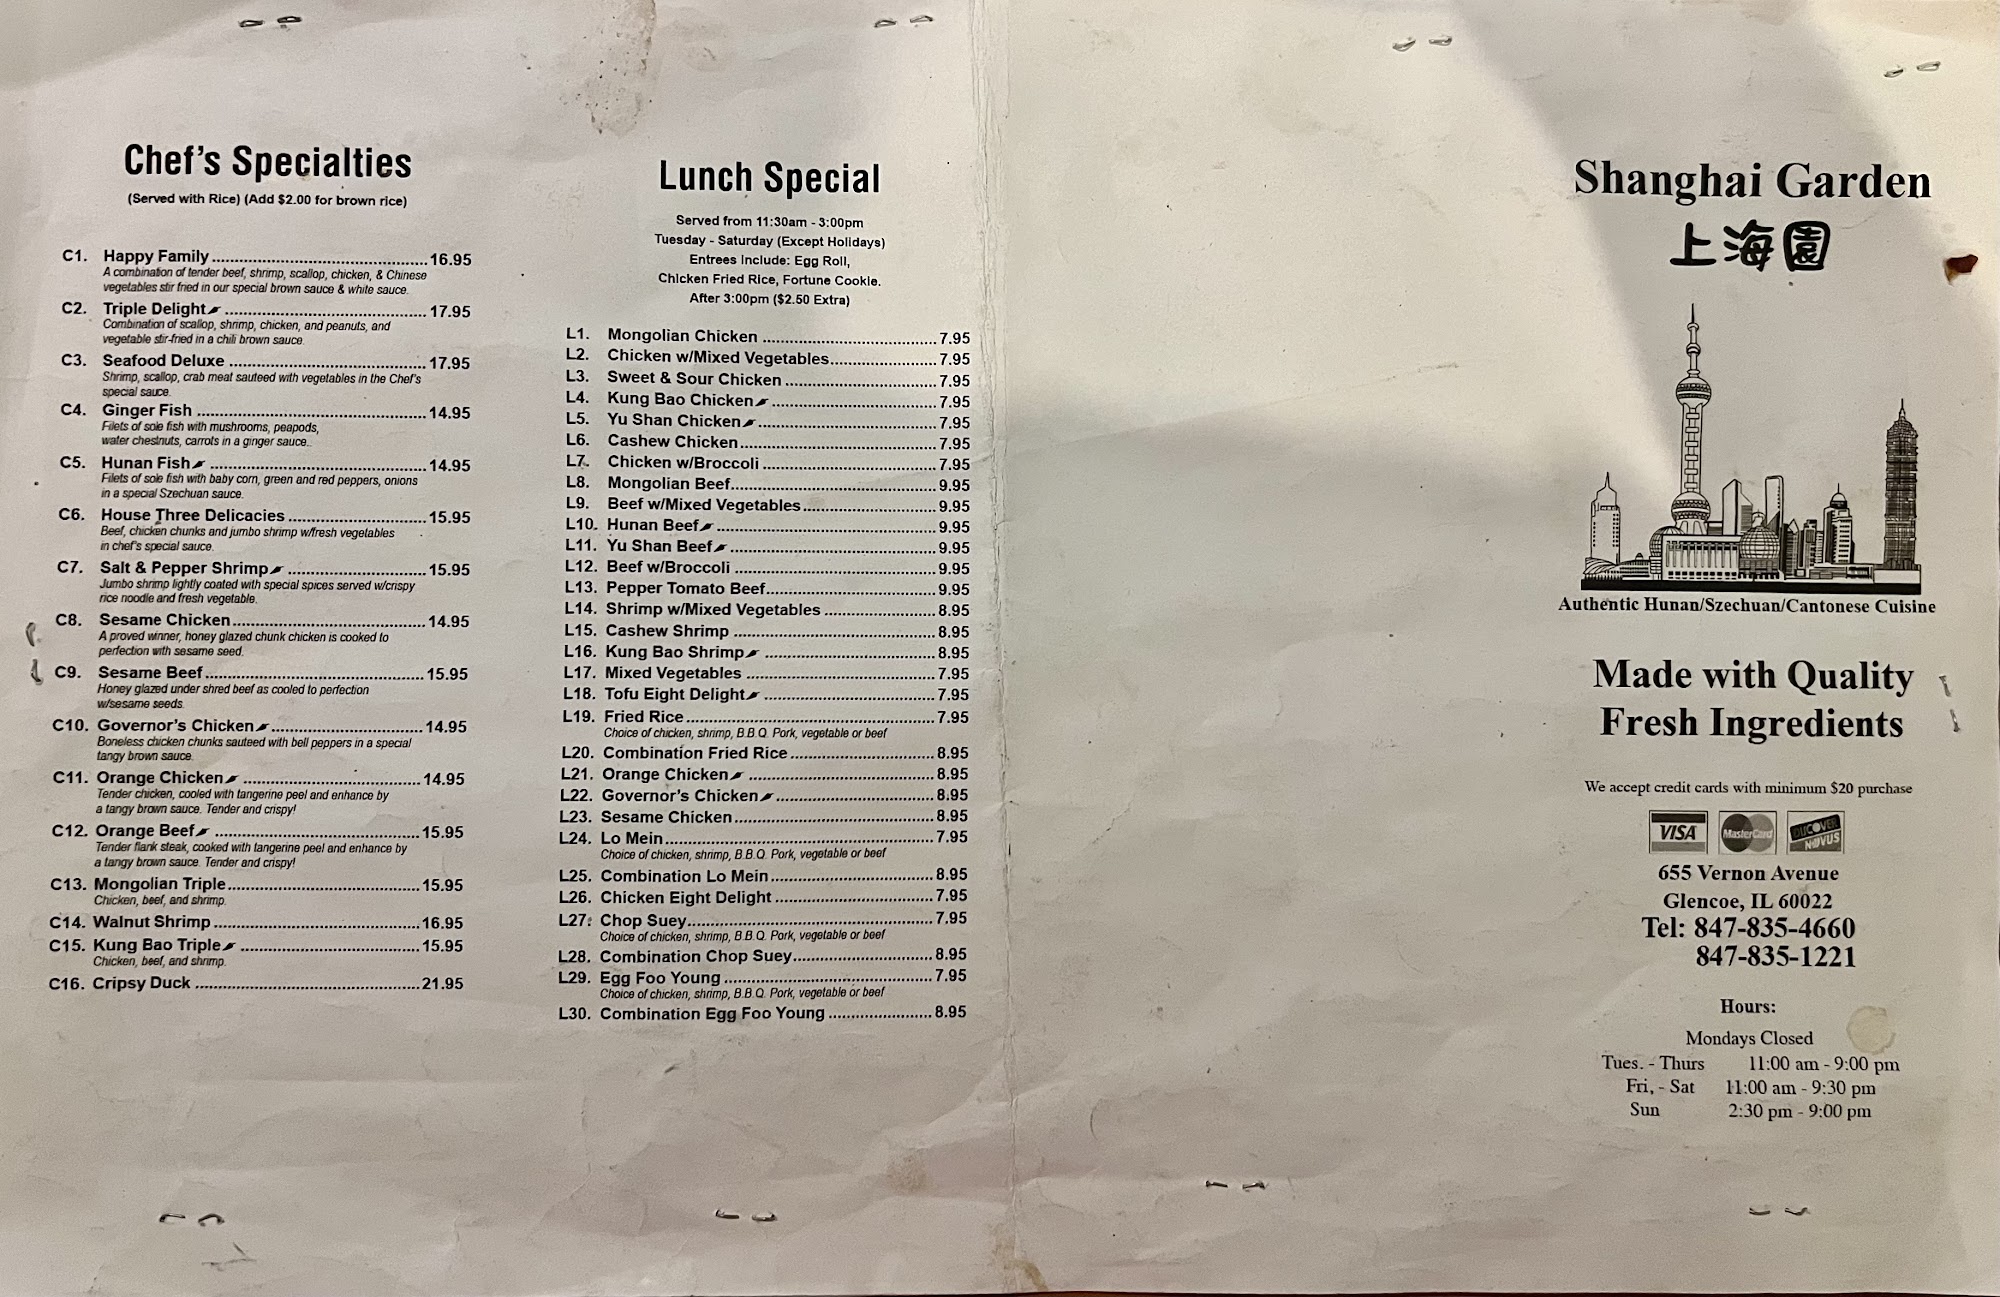 Chef's Specialties
(Served with Rice) (Add $2.00 for brown rice)
C1. Happy Family 16.95
A combination of tender beef, shrimp, scallop, chicken, & Chinese
vegetables stir fried in our special brown sauce & white sauce.
C2. Triple Delight 17.95
Combination of scallop, shrimp, chicken, and peanuts, and
vegetable stir-fried in a chili brown sauce.
C3. Seafood Deluxe 17.95
Shrimp, scallop, crab meat sauteed with vegetables in the Chef's
special sauce.
C4. Ginger Fish 14.95
Filets of sole fish with mushrooms, peapods,
water chestnuts, carrots in a ginger sauce.
C5. Hunan Fish 14.95
Filets of sole fish with baby corn, green and red peppers, onions
in a special Szechuan sauce.
C6. House Three Delicacies 15.95
Beef, chicken chunks and jumbo shrimp w/fresh vegetables
in chef's special sauce.
C7. Salt & Pepper Shrimp 15.95
Jumbo shrimp lightly coated with special spices served w/crispy
rice noodle and fresh vegetable.
C8. Sesame Chicken 14.95
A proved winner, honey glazed chunk chicken is cooked to
perfection with sesame seed.
C9. Sesame Beef 15.95
Honey glazed under shred beef as cooled to perfection
w/sesame seeds.
C10. Governor's Chicken 14.95
Boneless chicken chunks sauteed with bell peppers in a special
tangy brown sauce.
C11. Orange Chicken 14.95
Tender chicken, cooled with tangerine peel and enhance by
a tangy brown sauce. Tender and crispy!
C12. Orange Beef 15.95
Tender flank steak, cooked with tangerine peel and enhance by
a tangy brown sauce. Tender and crispy!
C13. Mongolian Triple 15.95
Chicken, beef, and shrimp.
C14. Walnut Shrimp 16.95
C15. Kung Bao Triple 15.95
Chicken, beef, and shrimp.
C16. Cripsy Duck 21.95
Lunch Special
Served from 11:30am - 3:00pm
Tuesday - Saturday (Except Holidays)
Entrees Include: Egg Roll,
Chicken Fried Rice, Fortune Cookie.
After 3:00pm ($2.50 Extra)
L1. Mongolian Chicken 7.95
L2. Chicken w/Mixed Vegetables 7.95
L3. Sweet & Sour Chicken 7.95
L4. Kung Bao Chicken 7.95
L5. Yu Shan Chicken 7.95
L6. Cashew Chicken 7.95
L7. Chicken w/Broccoli 7.95
L8. Mongolian Beef 9.95
L9. Beef w/Mixed Vegetables 9.95
L10. Hunan Beef 9.95
L11. Yu Shan Beef 9.95
L12. Beef w/Broccoli 9.95
L13. Pepper Tomato Beef 9.95
L14. Shrimp w/Mixed Vegetables 8.95
L15. Cashew Shrimp 8.95
L16. Kung Bao Shrimp 8.95
L17. Mixed Vegetables 7.95
L18. Tofu Eight Delight 7.95
L19. Fried Rice 7.95
Choice of chicken, shrimp, B.B.Q. Pork, vegetable or beef
L20. Combination Fried Rice 8.95
L21. Orange Chicken 8.95
L22. Governor's Chicken 8.95
L23. Sesame Chicken 8.95
L24. Lo Mein 7.95
Choice of chicken, shrimp, B.B.Q. Pork, vegetable or beef
L25. Combination Lo Mein 8.95
L26. Chicken Eight Delight 7.95
L27. Chop Suey 7.95
Choice of chicken, shrimp, B.B.Q. Pork, vegetable or beef
L28. Combination Chop Suey 8.95
L29. Egg Foo Young 7.95
Choice of chicken, shrimp, B.B.Q. Pork, vegetable or beef
L30. Combination Egg Foo Young 8.95
Shanghai Garden
上海園
Authentic Hunan/Szechuan/Cantonese Cuisine
Made with Quality
Fresh Ingredients
We accept credit cards with minimum $20 purchase
VISA MasterCard DISCOVER NOVUS
655 Vernon Avenue
Glencoe, IL 60022
Tel: 847-835-4660
847-835-1221
Hours:
Mondays Closed
Tues. - Thurs 11:00 am - 9:00 pm
Fri, - Sat 11:00 am - 9:30 pm
Sun 2:30 pm - 9:00 pm